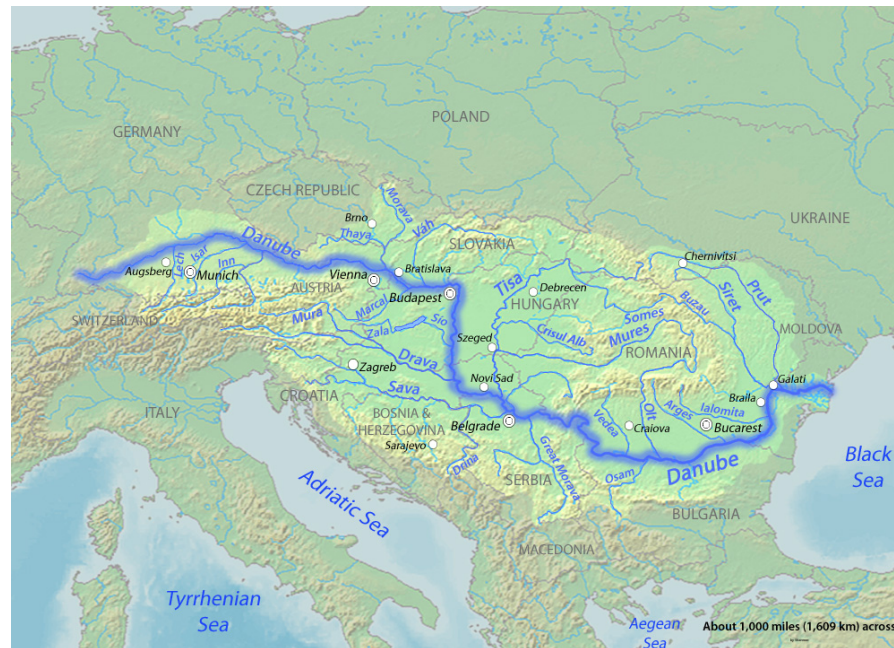 POLAND
GERMANY
CZECH REPUBLIC
Morava
UKRAINE
Brno
Thaya
Vah
SLOVAKIA
Danube
Chernivitsi
Augsberg
Lech
Isar
Inn
Munich
Vienna
Bratislava
AUSTRIA
Budapest
Tisa
Debrecen
HUNGARY
Buzau
Siret
Prut
SWITZERLAND
Mura
Marcal
Zala
Sio
Szeged
Crisul Alb
Somes
Mures
MOLDOVA
ROMANIA
Zagreb
Drava
Novi Sad
Galati
Braila
CROATIA
Sava
ITALY
BOSNIA &
HERZEGOVINA
Belgrade
Vedea
Craiova
Olt
Arges
Ialomita
Bucarest
Sarajevo
Drina
Great Morava
SERBIA
Osam
Danube
Black
Sea
Adriatic Sea
BULGARIA
MACEDONIA
Tyrrhenian
Sea
Aegean
Sea
About 1,000 miles (1,609 km) across